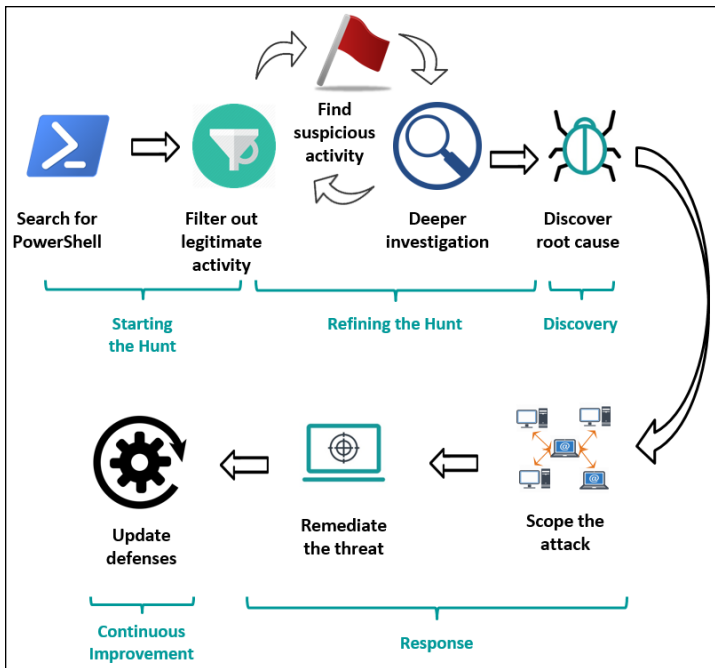 Find
suspicious
activity
Search for
PowerShell
Filter out
legitimate
activity
Deeper
investigation
Discover
root cause
Starting
the Hunt
Refining the Hunt
Discovery
Update
defenses
Remediate
the threat
@
@
Scope the
attack
Continuous
Improvement
Response